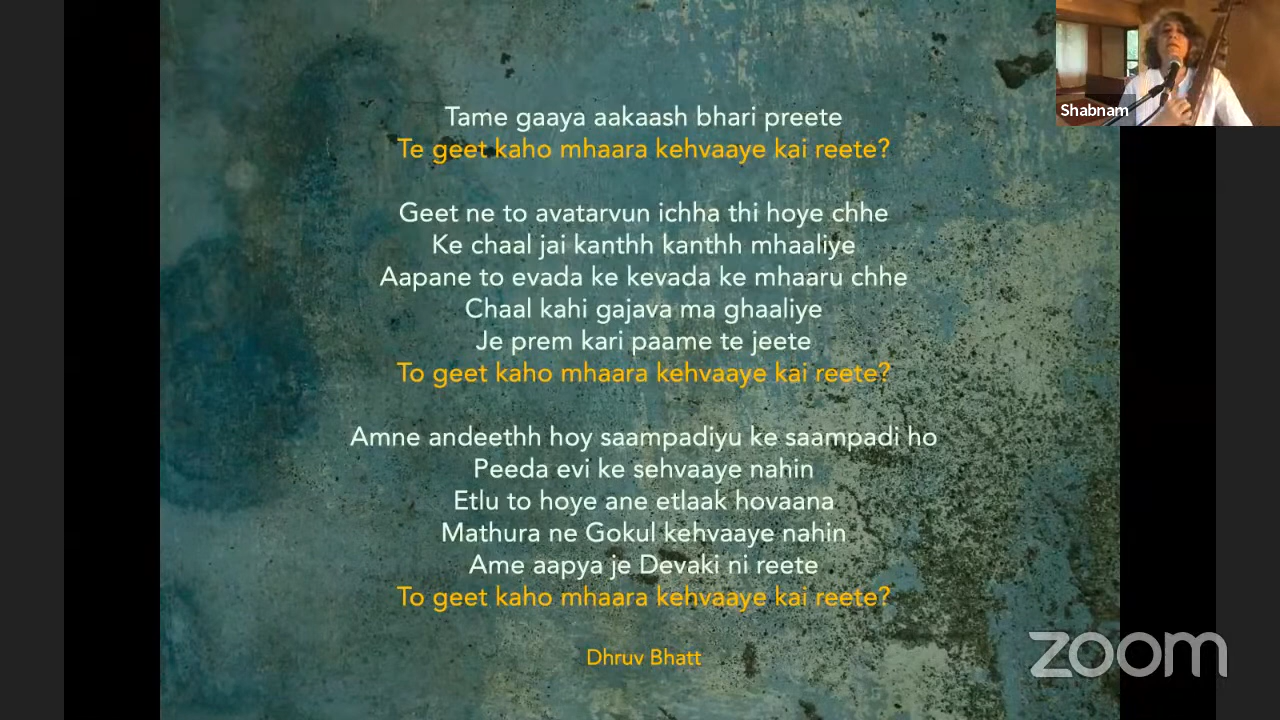 Tame gaaya aakaash bhari preete
Te geet kaho mhaara kehvaaye kai reete?
Geet ne to avatarvun ichha thi hoye chhe
Ke chaal jai kanthh kanthh mhaaliye
Aapane to evada ke kevada ke mhaaru chhe
Chaal kahi gajava ma ghaaliye
Je prem kari paame te jeete
To geet kaho mhaara kehvaaye kai reete?
Amne andeethh hoy saampadiyu ke saampadi ho
Peeda evi ke sehvaaye nahin
Etlu to hoye ane etlaak hovaana
Mathura ne Gokul kehvaaye nahin
Ame aapya je Devaki ni reete
To geet kaho mhaara kehvaaye kai reete?
Dhruv Bhatt
Shabnam
zoom